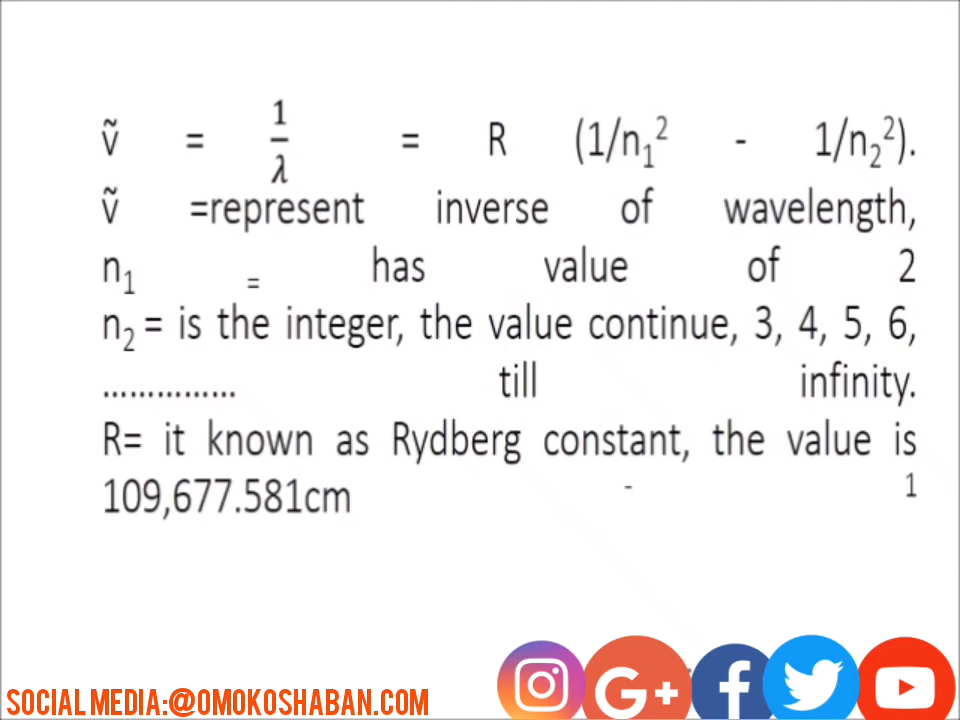 ṽ = 1/λ = R (1/n₁² - 1/n₂²).
ṽ =represent inverse of wavelength,
n₁ = has value of 2
n₂ = is the integer, the value continue, 3, 4, 5, 6,
…………… till infinity.
R= it known as Rydberg constant, the value is
109,677.581cm⁻¹
SOCIAL MEDIA:@OMOKOSHABAN.COM